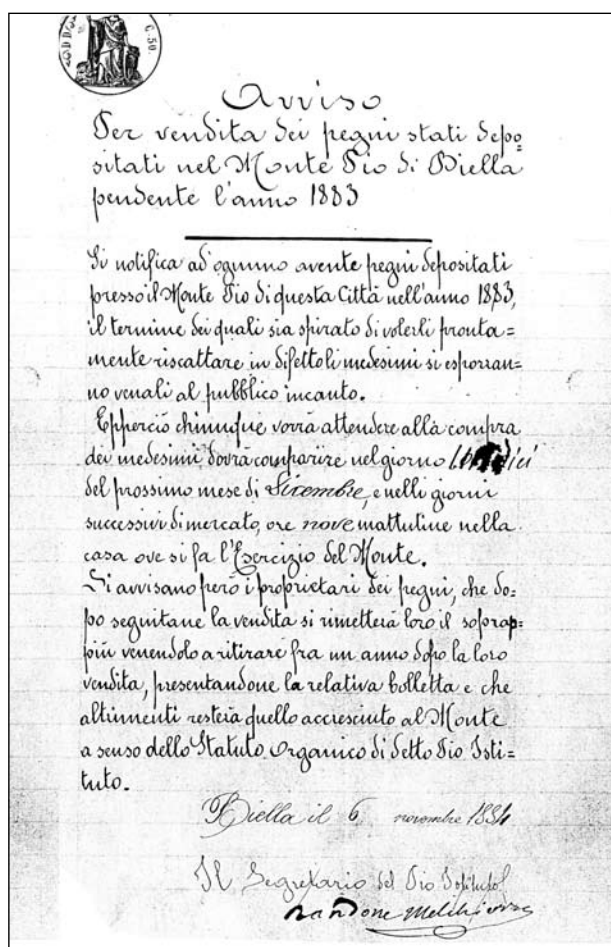 C. 50.
Avviso
Per vendita dei pegni stati depo=
sitati nel Monte Pio di Biella
pendente l'anno 1883
Si notifica ad ognuno avente pegni depositati
presso il Monte Pio di questa Città nell'anno 1883,
il termine dei quali sia spirato di volerli pronta=
mente riscattare in difetto li medesimi si esporran=
no venali al pubblico incanto.
Epperciò chiunque vorrà attendere alla compra
dei medesimi dovrà comparire nel giorno
del prossimo mese di Dicembre, e nelli giorni
successivi di mercato, ore nove mattutine nella
casa ove si fa l'Esercizio del Monte.
Si avvisano però i proprietari dei pegni, che do=
po seguitane la vendita si rimetterà loro il soprap=
più venendolo a ritirare fra un anno dopo la loro
vendita, presentandone la relativa bolletta e che
altrimenti resterà quello accresciuto al Monte
a senso dello Statuto Organico di detto Pio Isti=
tuto.
Biella il 6 novembre 1884
Il Segretario del Pio Istituto